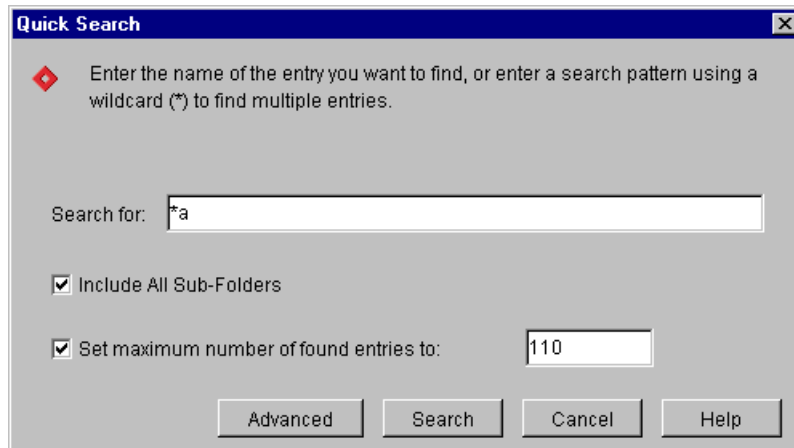 Quick Search
Enter the name of the entry you want to find, or enter a search pattern using a
wildcard (*) to find multiple entries.
Search for: *a
Include All Sub-Folders
Set maximum number of found entries to: 110
Advanced Search Cancel Help